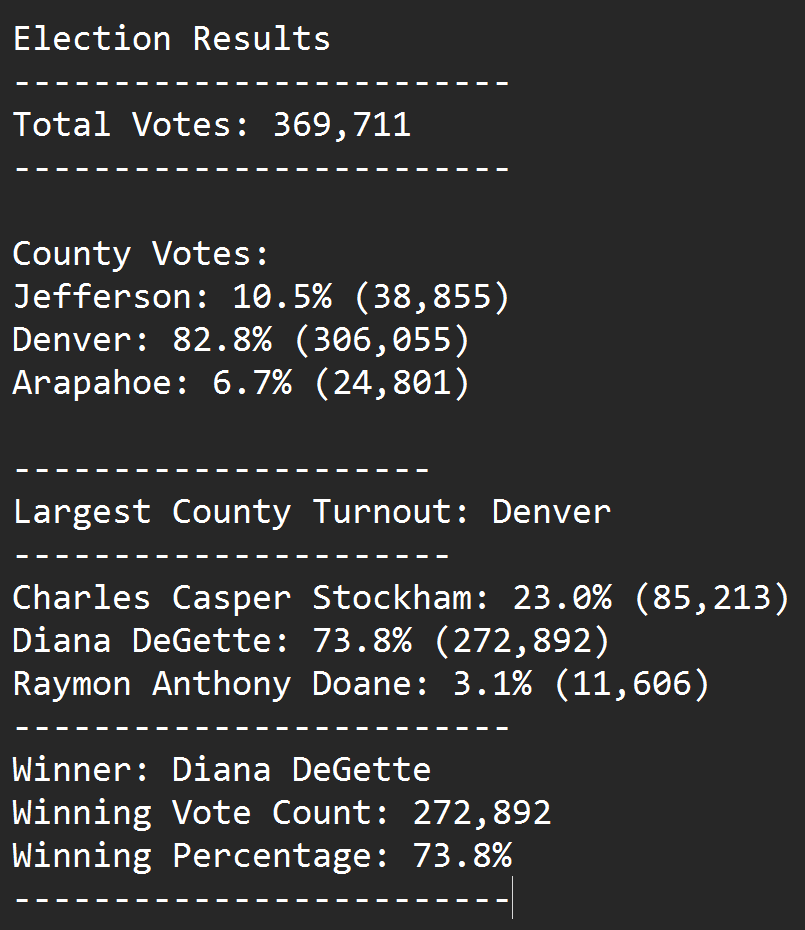 Election Results
-------------------------
Total Votes: 369,711
-------------------------
County Votes:
Jefferson: 10.5% (38,855)
Denver: 82.8% (306,055)
Arapahoe: 6.7% (24,801)
---------------------
Largest County Turnout: Denver
----------------------
Charles Casper Stockham: 23.0% (85,213)
Diana DeGette: 73.8% (272,892)
Raymon Anthony Doane: 3.1% (11,606)
-------------------------
Winner: Diana DeGette
Winning Vote Count: 272,892
Winning Percentage: 73.8%
-------------------------